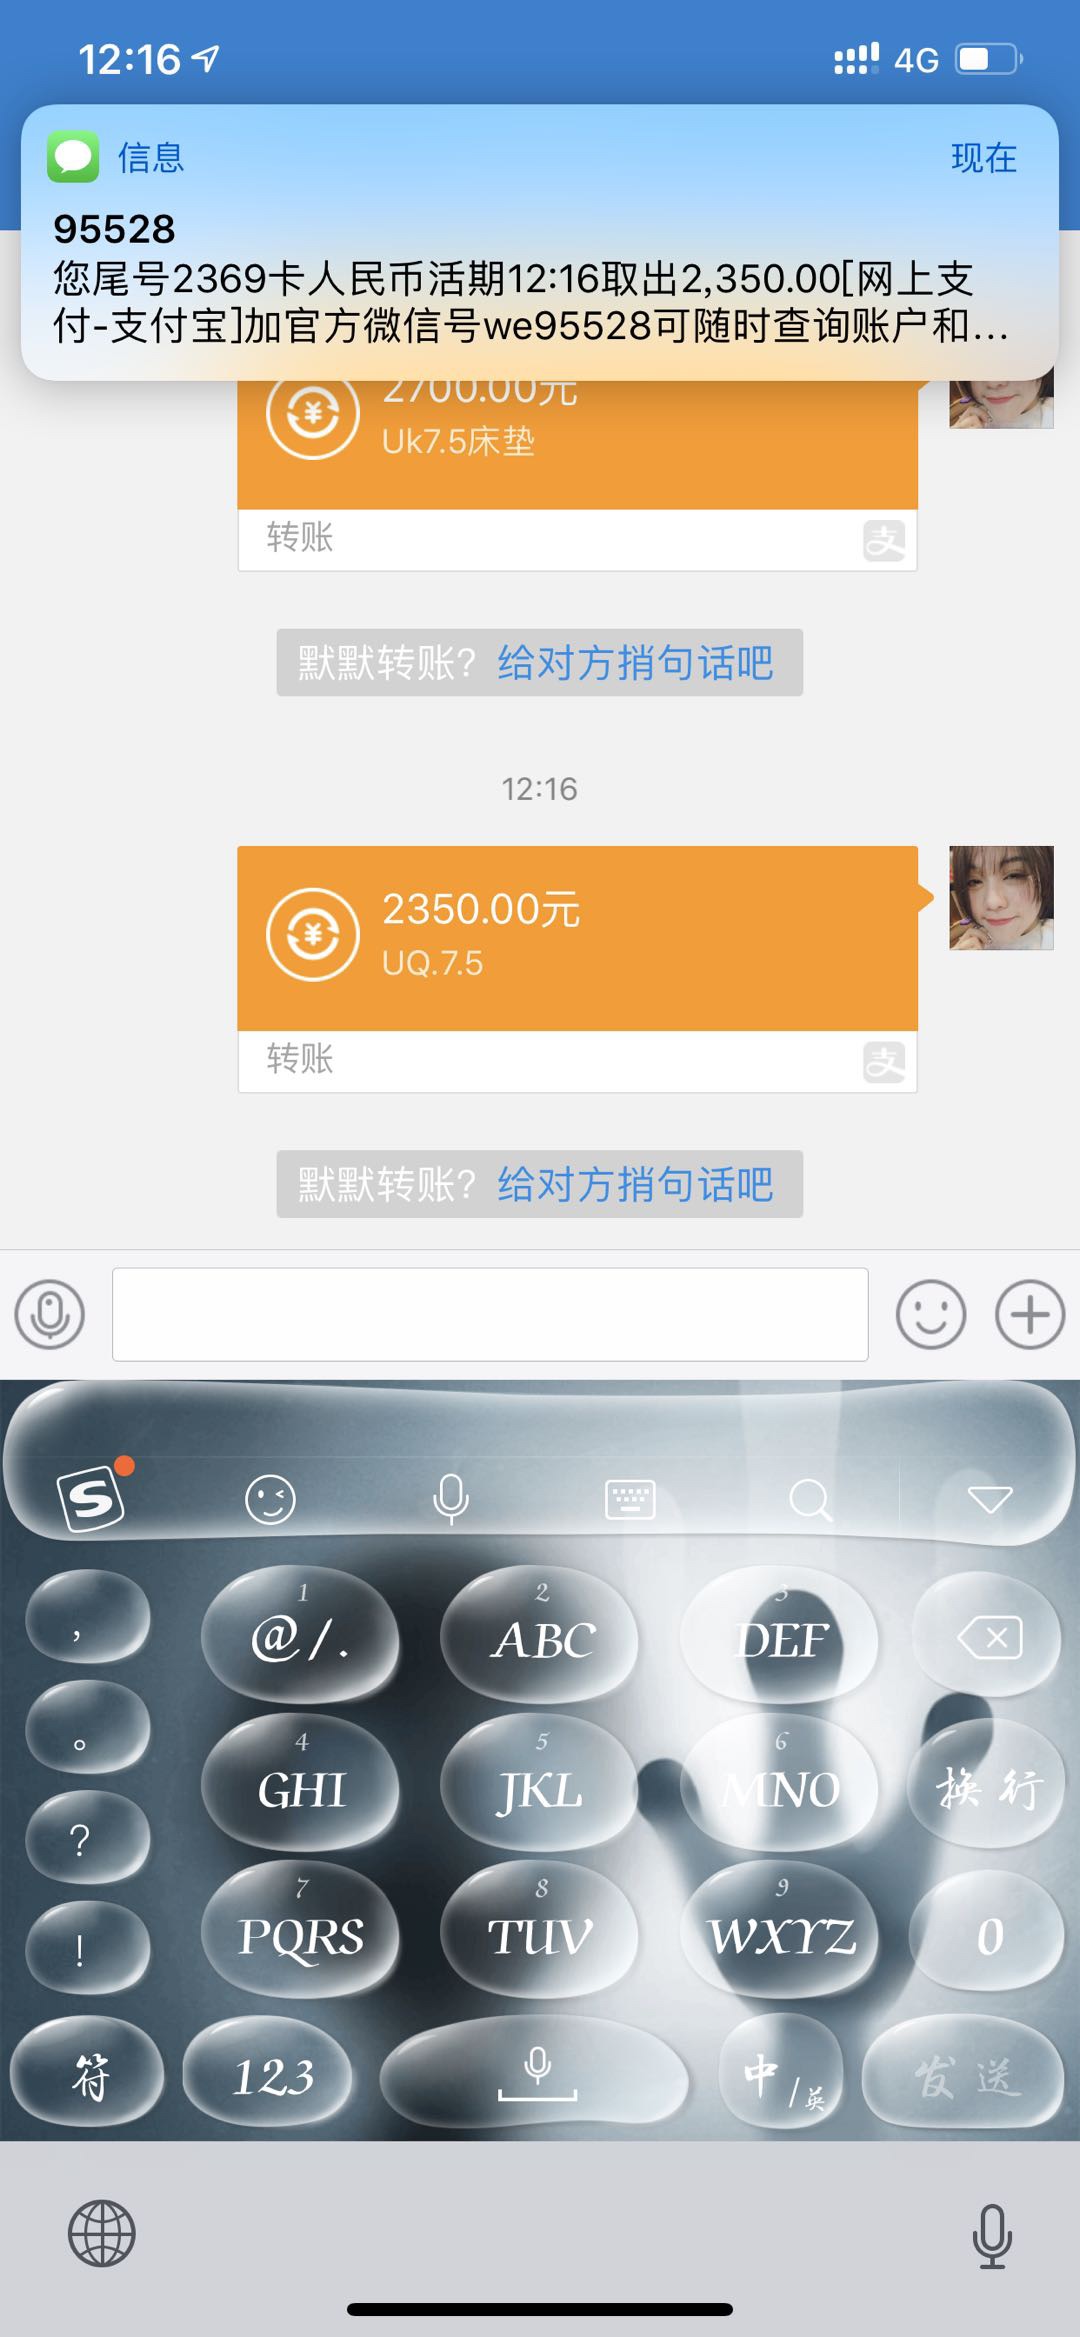 12:16
4G
信息
现在
95528
您尾号2369卡人民币活期12:16取出2,350.00[网上支
付-支付宝]加官方微信号we95528可随时查询账户和...
2700.00元
Uk7.5床垫
转账
支
默默转账? 给对方捎句话吧
12:16
2350.00元
UQ.7.5
转账
支
默默转账? 给对方捎句话吧
S
,
1
@/.
2
ABC
3
DEF
。
4
GHI
5
JKL
6
MNO
换行
?
7
PQRS
8
TUV
9
WXYZ
0
!
符
123
中/英
发送